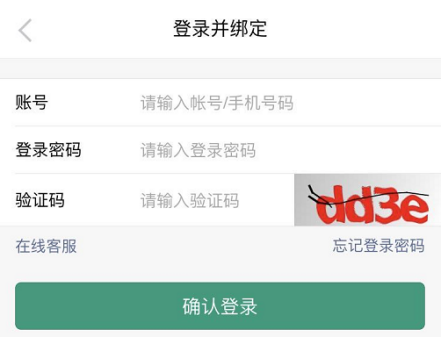 登录并绑定
账号 请输入帐号/手机号码
登录密码 请输入登录密码
验证码 请输入验证码 dd3e
在线客服 忘记登录密码
确认登录